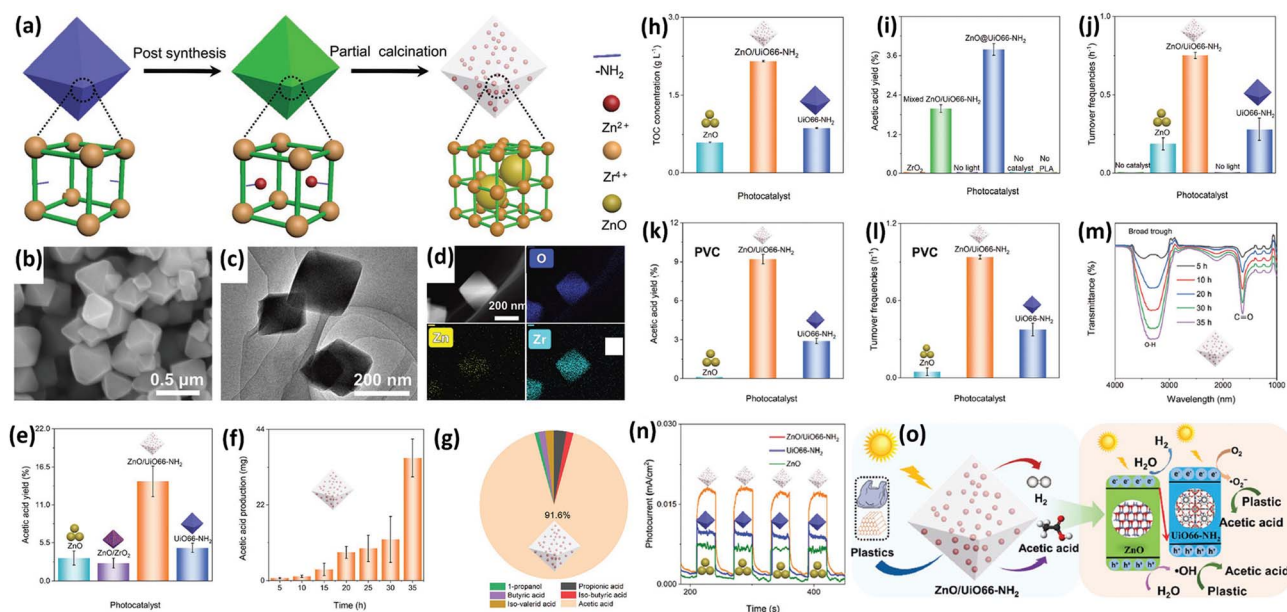 (a)
Post synthesis
Partial calcination
-NH₂
Zn²⁺
Zr⁴⁺
ZnO
(b)
0.5 μm
(c)
200 nm
(d)
200 nm
O
Zn
Zr
(e)
Acetic acid yield (%)
22.0
16.5
11.0
5.5
0.0
ZnO
ZnO/ZrO₂
ZnO/UiO66-NH₂
UiO66-NH₂
Photocatalyst
(f)
Acetic acid production (mg)
44
22
0
5 10 15 20 25 30 35
Time (h)
(g)
91.6%
1-propanol
Propionic acid
Butyric acid
Iso-butyric acid
Iso-valerid acid
Acetic acid
(h)
TOC concentration (g L⁻¹)
3.0
2.4
1.8
1.2
0.6
0.0
ZnO
ZnO/UiO66-NH₂
UiO66-NH₂
Photocatalyst
(i)
Acetic acid yield (%)
4
3
2
1
0
ZrO₂
Mixed ZnO/UiO66-NH₂
No light
ZnO@UiO66-NH₂
No catalyst
No PLA
Photocatalyst
(j)
Turnover frequencies (h⁻¹)
0.9
0.6
0.3
0.0
No catalyst
ZnO
ZnO/UiO66-NH₂
No light
UiO66-NH₂
Photocatalyst
(k)
PVC
Acetic acid yield (%)
12
9
6
3
0
ZnO
ZnO/UiO66-NH₂
UiO66-NH₂
Photocatalyst
(l)
PVC
Turnover frequencies (h⁻¹)
ZnO
ZnO/UiO66-NH₂
UiO66-NH₂
Photocatalyst
(m)
Transmittance (%)
Broad trough
5 h
10 h
20 h
30 h
35 h
O-H
C=O
4000 3000 2000 1000
Wavelength (nm)
(n)
Photocurrent (mA/cm²)
0.030
0.015
0.000
ZnO/UiO66-NH₂
UiO66-NH₂
ZnO
200 300 400
Time (s)
(o)
Plastics
H₂
Acetic acid
ZnO/UiO66-NH₂
H₂
H₂O
O₂
•O₂⁻
Plastic
Acetic acid
e⁻ e⁻ e⁻ e⁻
e⁻ e⁻ e⁻ e⁻
ZnO
UiO66-NH₂
h⁺ h⁺ h⁺ h⁺
h⁺ h⁺ h⁺ h⁺
•OH
Plastic
H₂O
Acetic acid